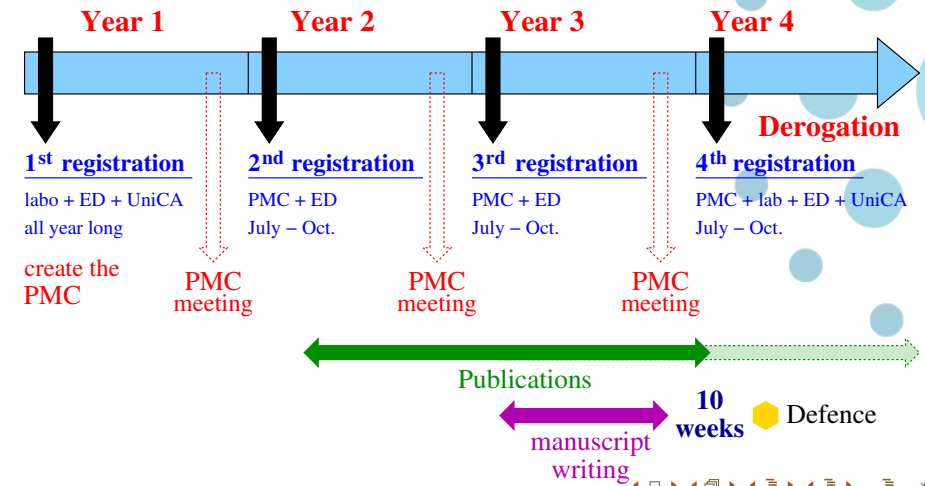 Year 1
Year 2
Year 3
Year 4
Derogation
1st registration
labo + ED + UniCA
all year long
create the
PMC
2nd registration
PMC + ED
July – Oct.
3rd registration
PMC + ED
July – Oct.
4th registration
PMC + lab + ED + UniCA
July – Oct.
PMC
meeting
PMC
meeting
PMC
meeting
Publications
manuscript
writing
10
weeks
Defence